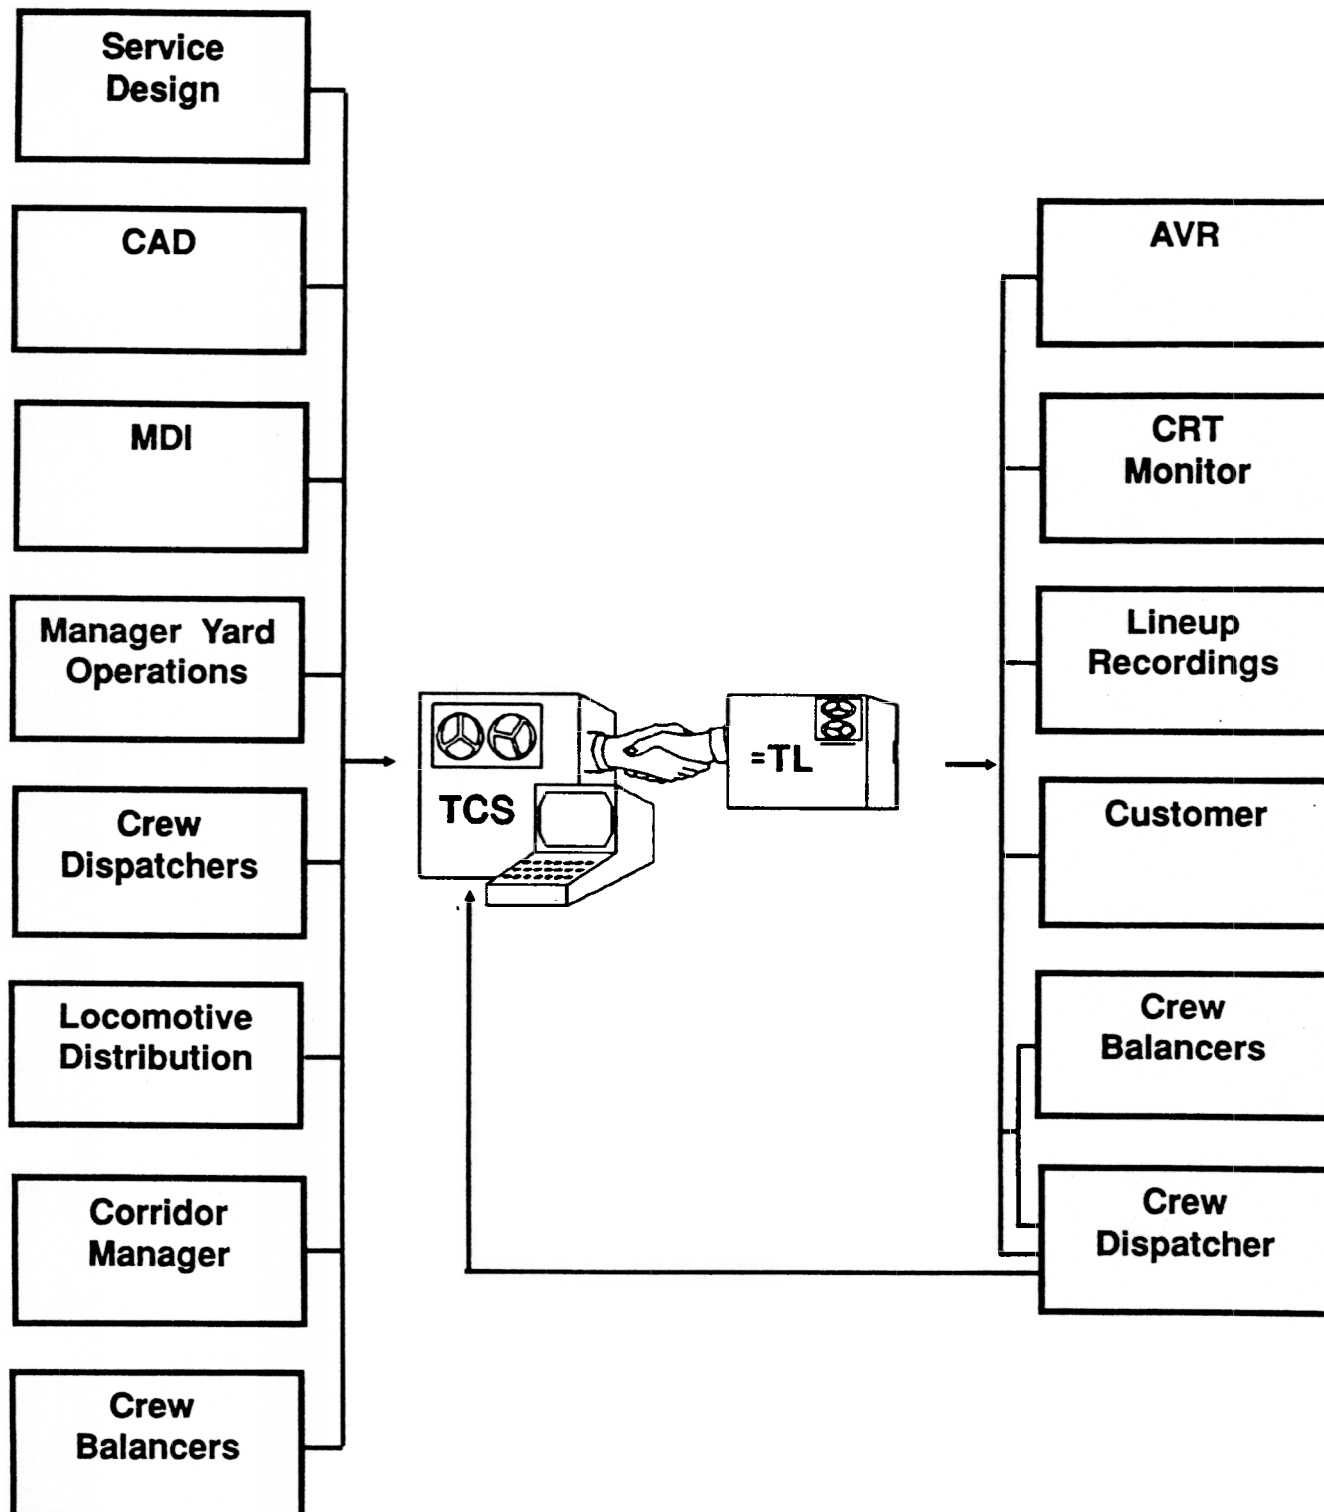 Service
Design
CAD
MDI
Manager Yard
Operations
Crew
Dispatchers
Locomotive
Distribution
Corridor
Manager
Crew
Balancers
TCS
=TL
AVR
CRT
Monitor
Lineup
Recordings
Customer
Crew
Balancers
Crew
Dispatcher